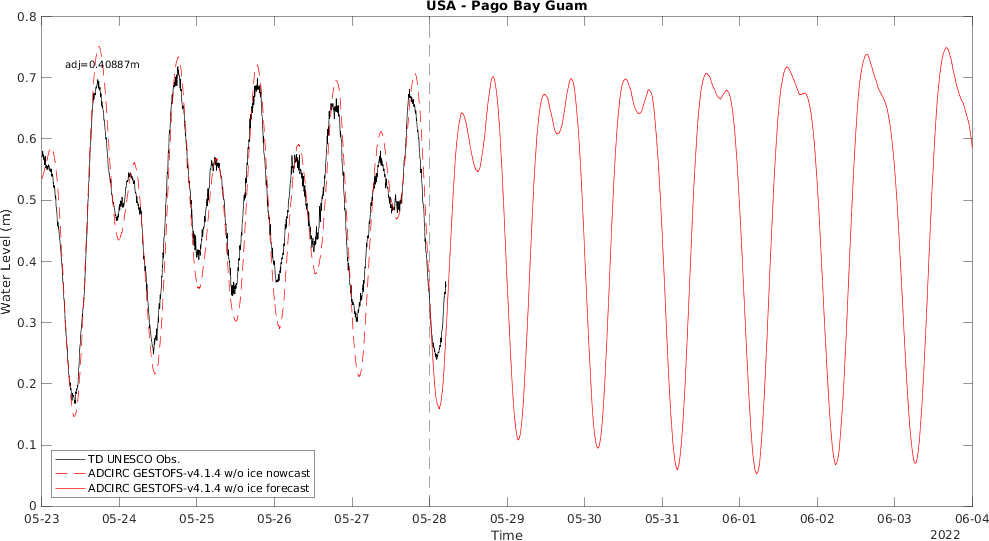 USA - Pago Bay Guam
adj=0.40887m
Water Level (m)
0.8
0.7
0.6
0.5
0.4
0.3
0.2
0.1
0
TD UNESCO Obs.
ADCIRC GESTOFS-v4.1.4 w/o ice nowcast
ADCIRC GESTOFS-v4.1.4 w/o ice forecast
05-23 05-24 05-25 05-26 05-27 05-28 05-29 05-30 05-31 06-01 06-02 06-03 06-04
Time
2022